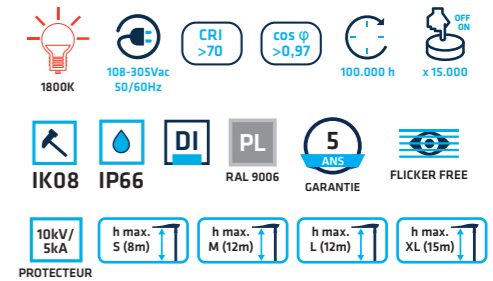 CRI
>70
cos φ
>0,97
OFF
ON
1800K
108-305Vac
50/60Hz
100.000 h
x 15.000
DI
PL
5
ANS
IK08
IP66
RAL 9006
GARANTIE
FLICKER FREE
10kV/
5kA
PROTECTEUR
h max.
S (8m)
h max.
M (12m)
h max.
L (12m)
h max.
XL (15m)